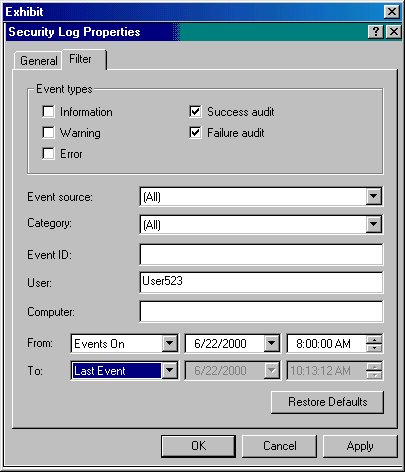 Exhibit
Security Log Properties
General Filter
Event types
Information Success audit
Warning Failure audit
Error
Event source: (All)
Category: (All)
Event ID:
User: User523
Computer:
From: Events On 6/22/2000 8:00:00 AM
To: Last Event 6/22/2000 10:13:12 AM
Restore Defaults
OK Cancel Apply